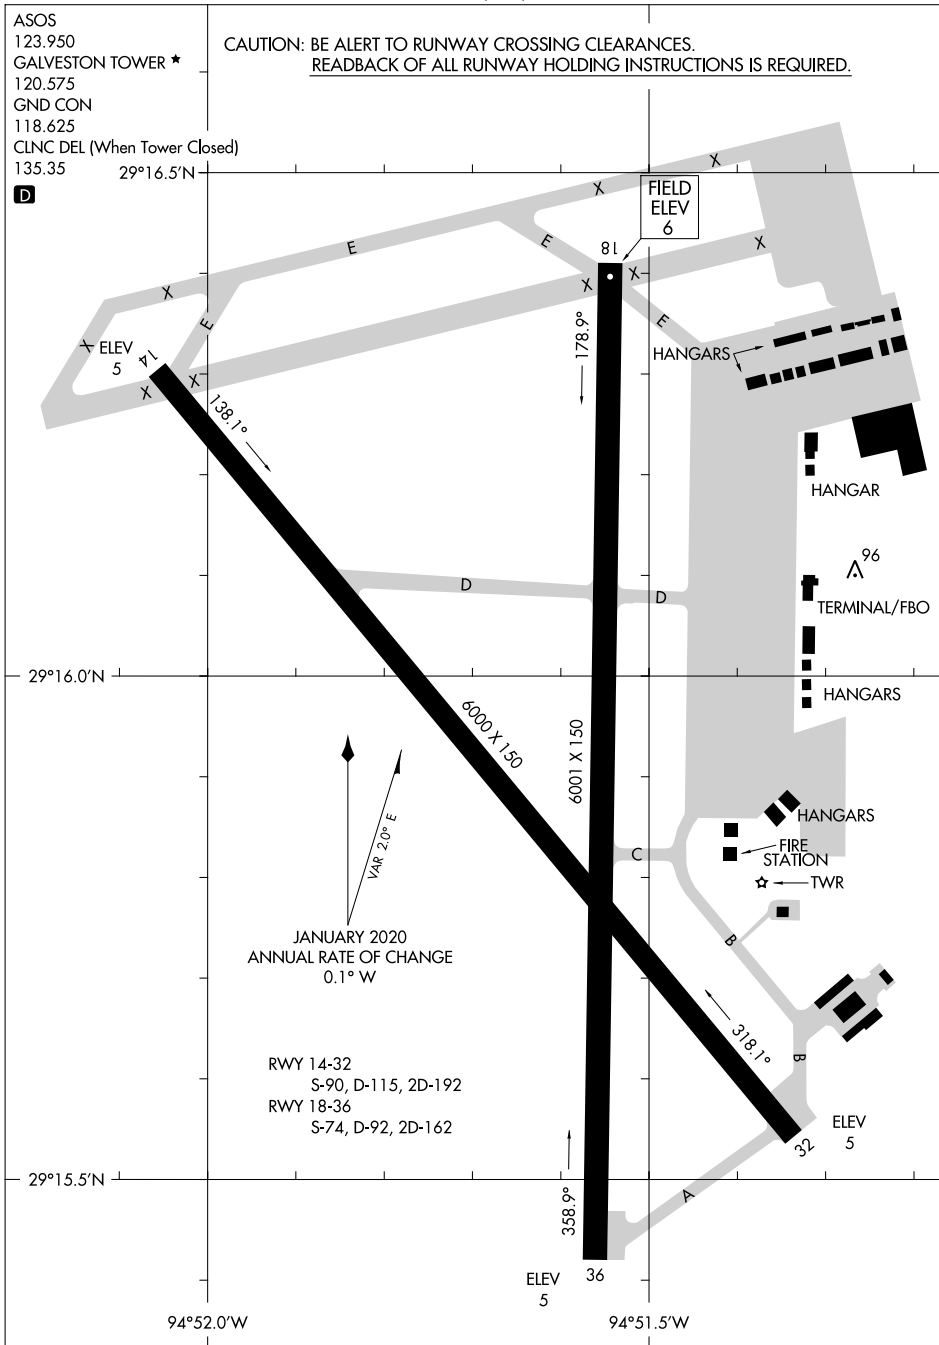 ASOS
123.950
GALVESTON TOWER ★
120.575
GND CON
118.625
CLNC DEL (When Tower Closed)
135.35
D
CAUTION: BE ALERT TO RUNWAY CROSSING CLEARANCES.
READBACK OF ALL RUNWAY HOLDING INSTRUCTIONS IS REQUIRED.
29°16.5'N
X
X
FIELD
ELEV
6
E
E
18
X
X
X
X
E
E
X
ELEV
5
14
X
X
178.9°
HANGARS
138.1°
HANGAR
96
D
D
TERMINAL/FBO
29°16.0'N
HANGARS
6000 X 150
6001 X 150
VAR 2.0° E
HANGARS
C
FIRE
STATION
TWR
B
JANUARY 2020
ANNUAL RATE OF CHANGE
0.1° W
318.1°
B
RWY 14-32
S-90, D-115, 2D-192
RWY 18-36
S-74, D-92, 2D-162
ELEV
5
32
29°15.5'N
A
358.9°
36
ELEV
5
94°52.0'W
94°51.5'W